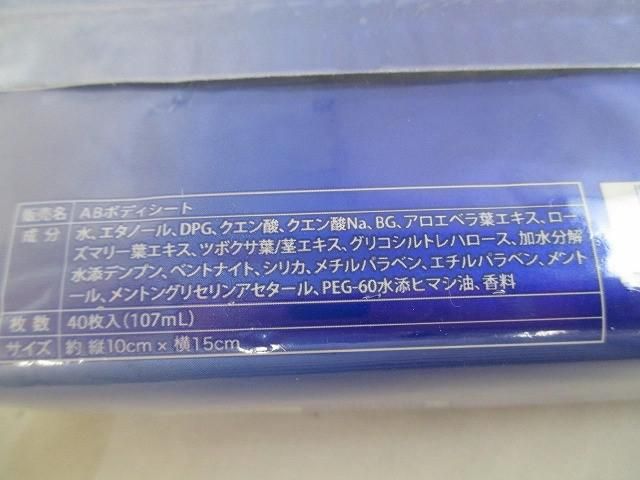 販売名 ABボディシート
成分 水、エタノール、DPG、クエン酸、クエン酸Na、BG、アロエベラ葉エキス、ロー
ズマリー葉エキス、ツボクサ葉/茎エキス、グリコシルトレハロース、加水分解
水添デンプン、ベントナイト、シリカ、メチルパラベン、エチルパラベン、メント
ール、メントングリセリンアセタール、PEG-60水添ヒマシ油、香料
枚数 40枚入(107mL)
サイズ 約 縦10cm×横15cm